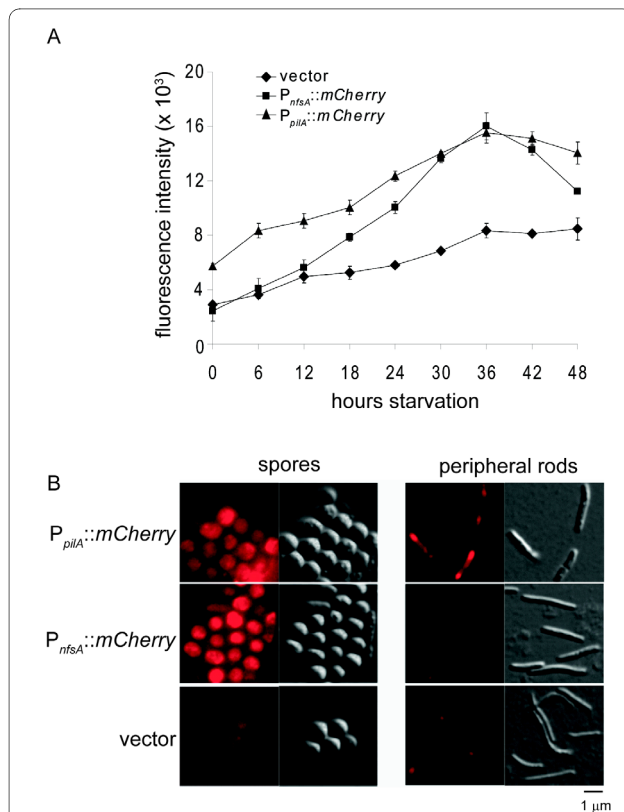 A
fluorescence intensity (x 10³)
20
16
12
8
4
0
vector
PnfsA::mCherry
PpilA::mCherry
0 6 12 18 24 30 36 42 48
hours starvation
B
spores peripheral rods
PpilA::mCherry
PnfsA::mCherry
vector
1 µm